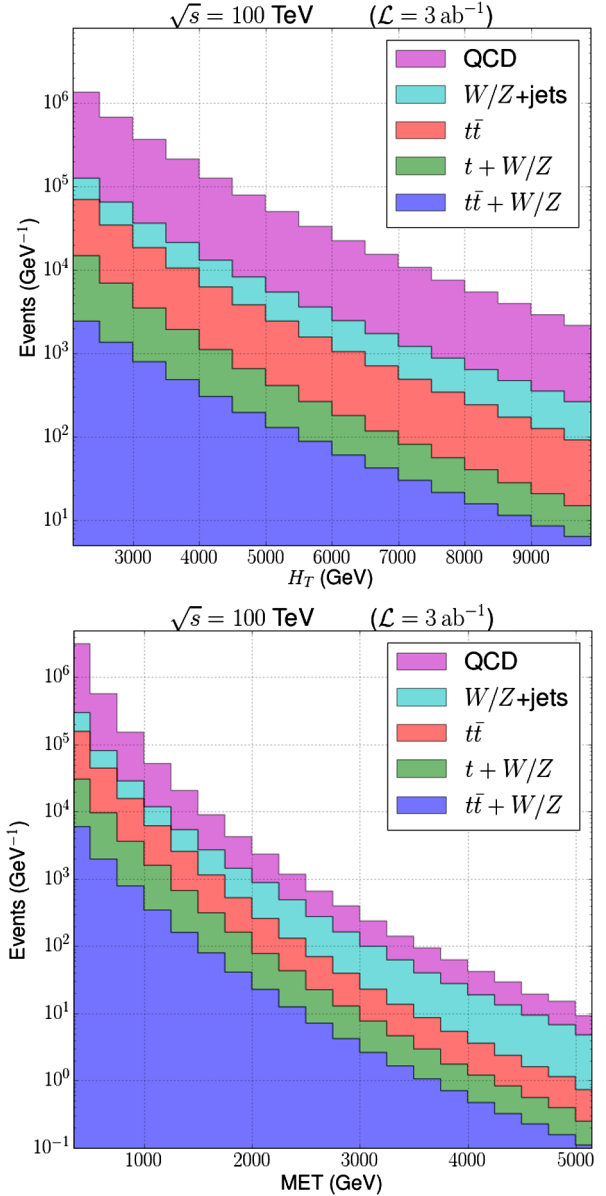 √s = 100 TeV (ℒ = 3 ab⁻¹)
Events (GeV⁻¹)
10⁶
10⁵
10⁴
10³
10²
10¹
QCD
W/Z+jets
tt̄
t + W/Z
tt̄ + W/Z
3000 4000 5000 6000 7000 8000 9000
H_T (GeV)
√s = 100 TeV (ℒ = 3 ab⁻¹)
Events (GeV⁻¹)
10⁶
10⁵
10⁴
10³
10²
10¹
10⁰
10⁻¹
QCD
W/Z+jets
tt̄
t + W/Z
tt̄ + W/Z
1000 2000 3000 4000 5000
MET (GeV)